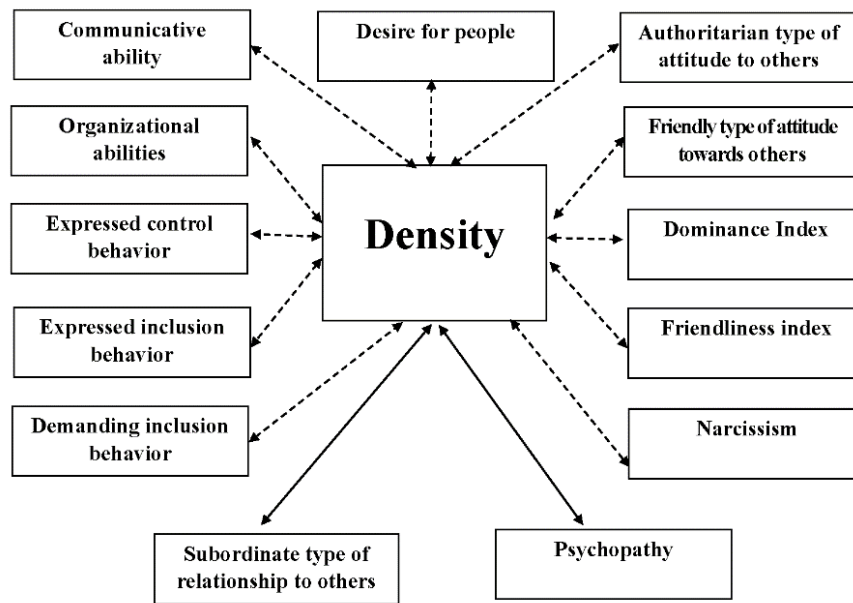 Communicative
ability
Desire for people
Authoritarian type of
attitude to others
Organizational
abilities
Friendly type of attitude
towards others
Expressed control
behavior
Density
Dominance Index
Expressed inclusion
behavior
Friendliness index
Demanding inclusion
behavior
Narcissism
Subordinate type of
relationship to others
Psychopathy